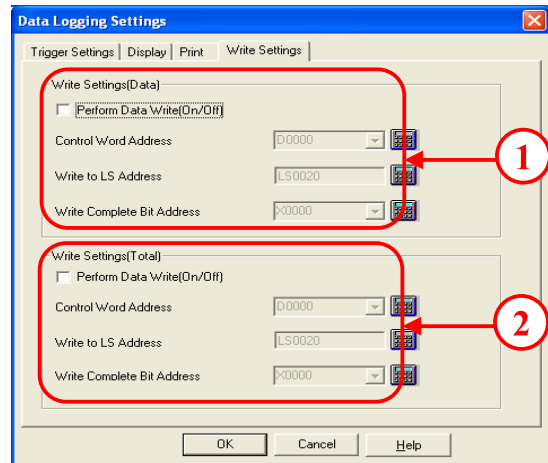 Data Logging Settings
Trigger Settings Display Print Write Settings
Write Settings(Data)
Perform Data Write(On/Off)
Control Word Address D0000
Write to LS Address LS0020
Write Complete Bit Address X0000
1
Write Settings(Total)
Perform Data Write(On/Off)
Control Word Address D0000
Write to LS Address LS0020
Write Complete Bit Address X0000
2
OK Cancel Help